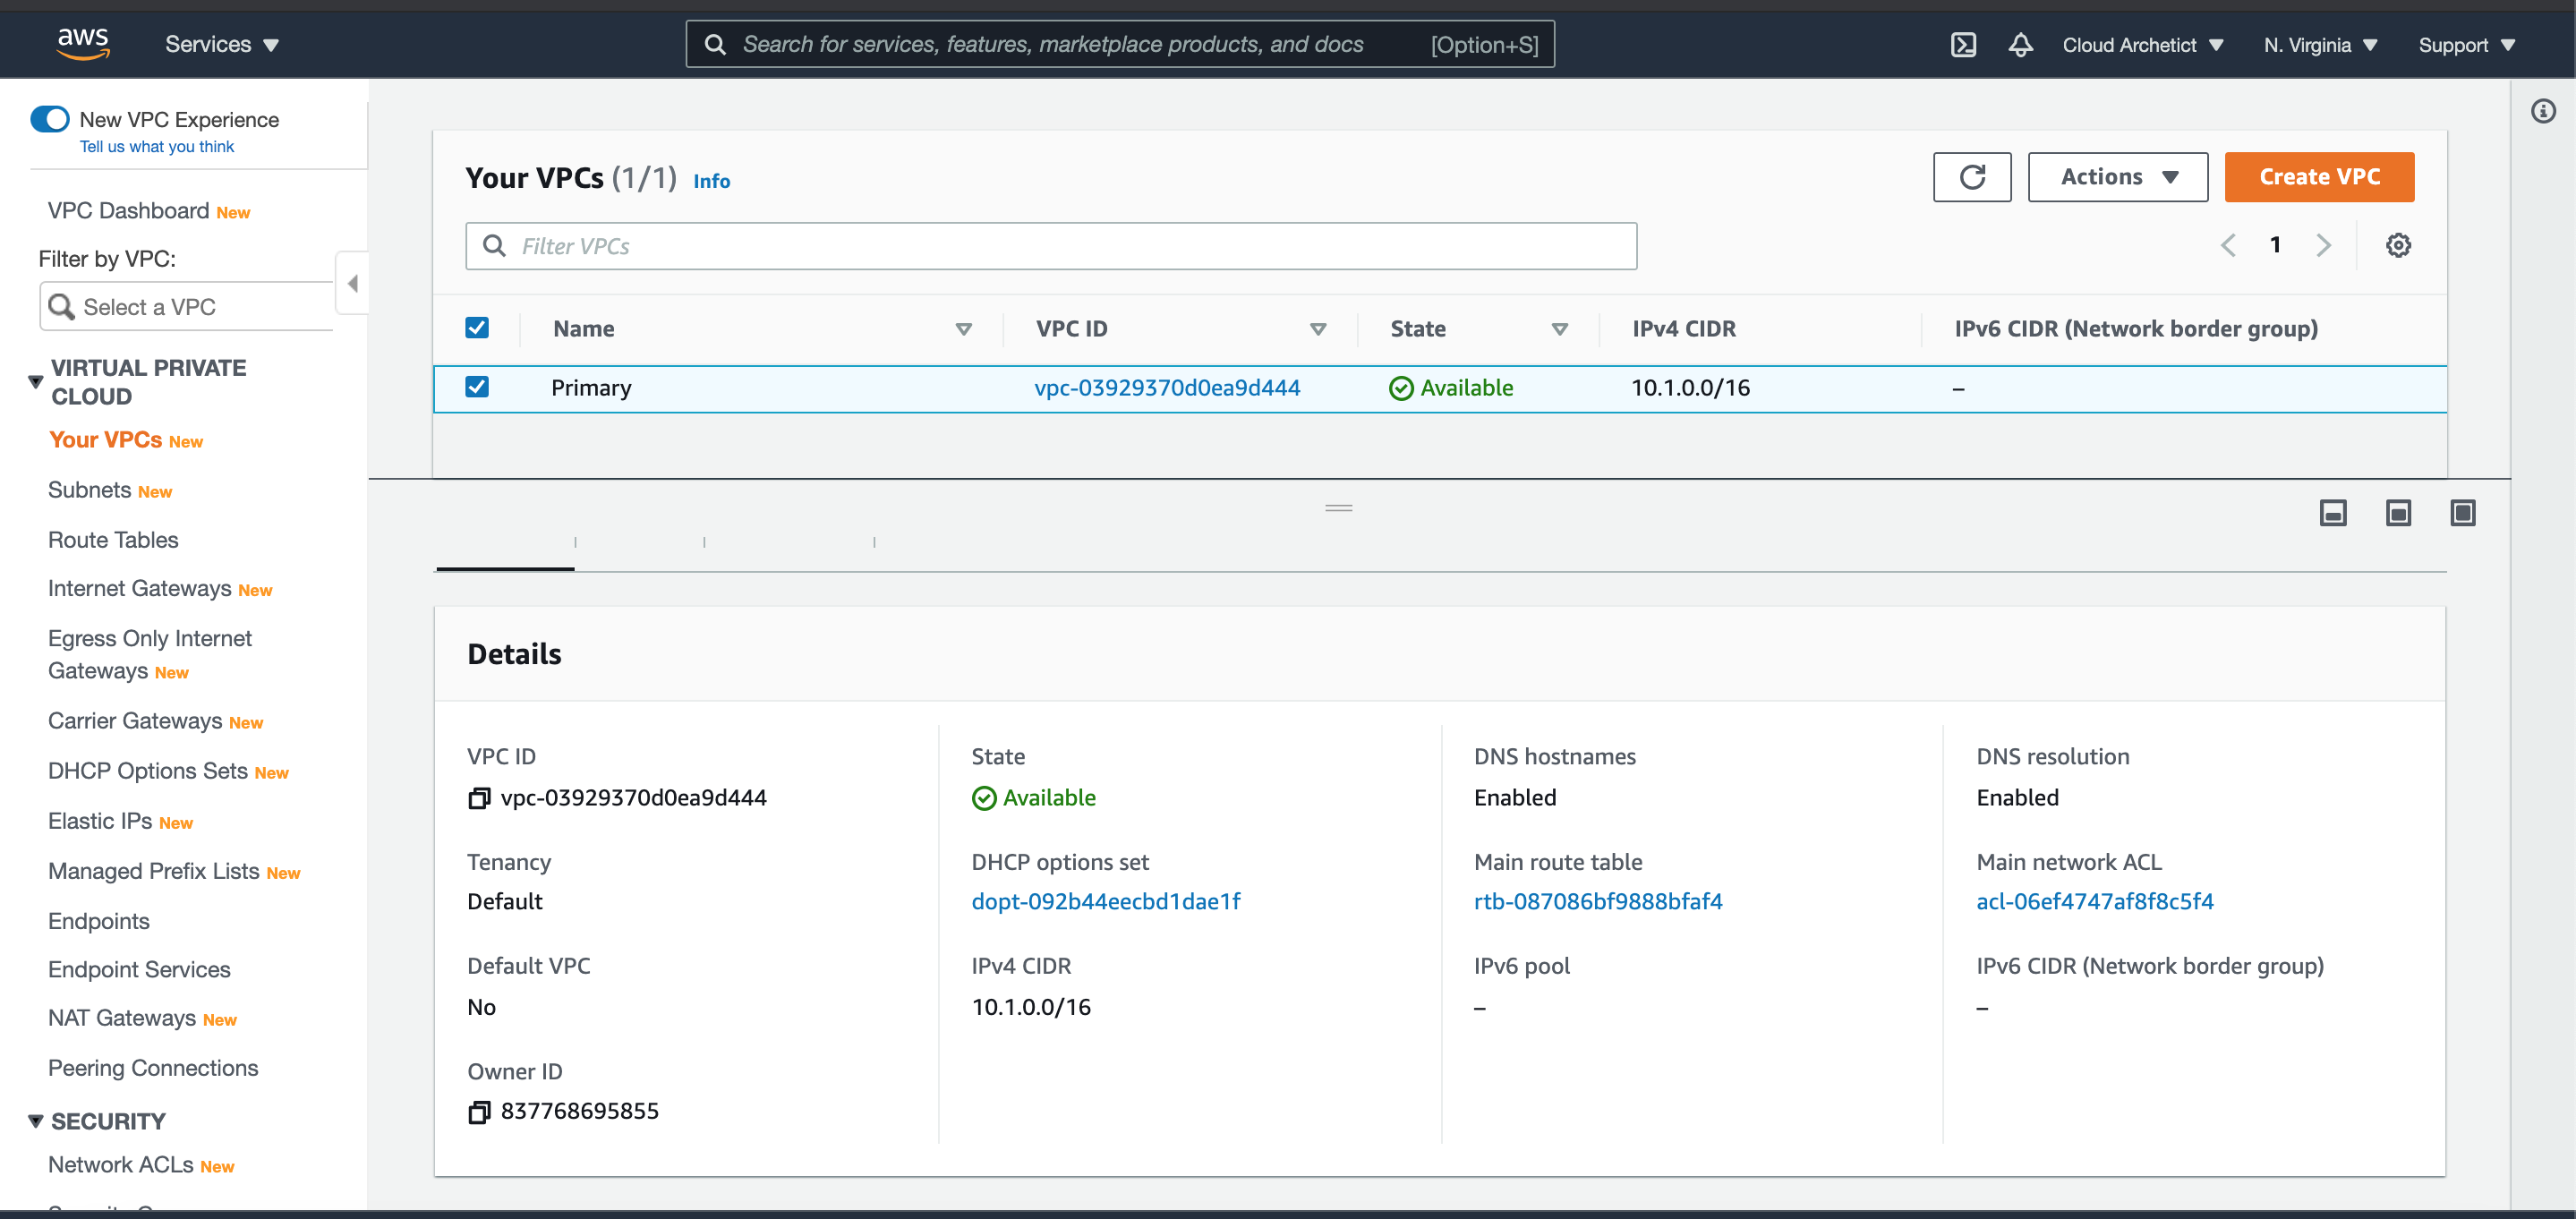 aws Services Search for services, features, marketplace products, and docs [Option+S] Cloud Archetict N. Virginia Support
New VPC Experience
Tell us what you think
VPC Dashboard New
Filter by VPC:
Select a VPC
VIRTUAL PRIVATE
CLOUD
Your VPCs New
Subnets New
Route Tables
Internet Gateways New
Egress Only Internet
Gateways New
Carrier Gateways New
DHCP Options Sets New
Elastic IPs New
Managed Prefix Lists New
Endpoints
Endpoint Services
NAT Gateways New
Peering Connections
SECURITY
Network ACLs New
Your VPCs (1/1) Info
Actions
Create VPC
Filter VPCs
1
Name VPC ID State IPv4 CIDR IPv6 CIDR (Network border group)
Primary vpc-03929370d0ea9d444 Available 10.1.0.0/16 –
Details
VPC ID
vpc-03929370d0ea9d444
Tenancy
Default
Default VPC
No
Owner ID
837768695855
State
Available
DHCP options set
dopt-092b44eecbd1dae1f
IPv4 CIDR
10.1.0.0/16
DNS hostnames
Enabled
Main route table
rtb-087086bf9888bfaf4
IPv6 pool
–
DNS resolution
Enabled
Main network ACL
acl-06ef4747af8f8c5f4
IPv6 CIDR (Network border group)
–